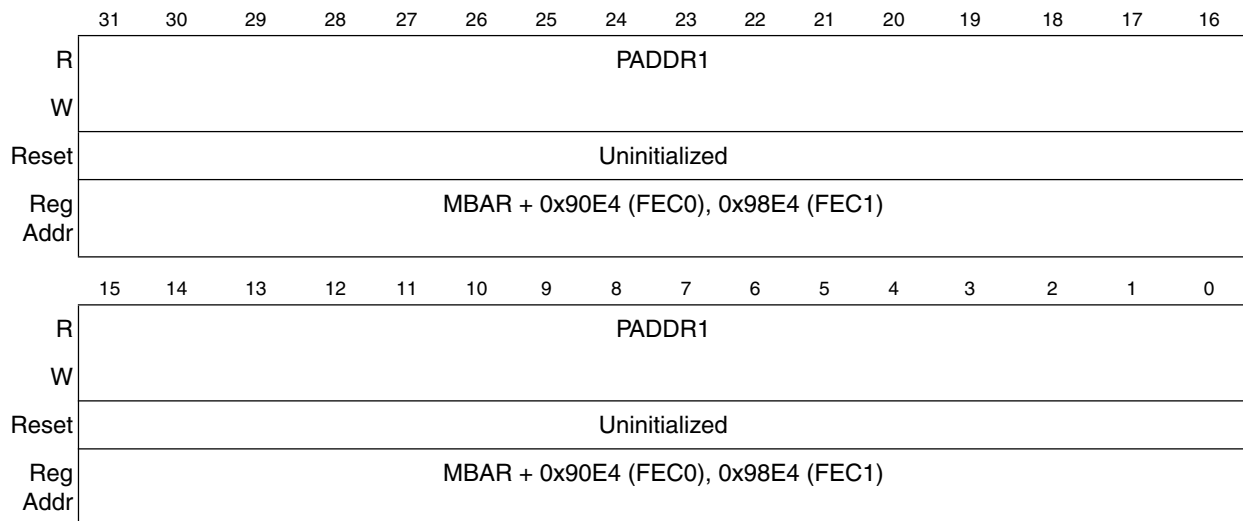 31 30 29 28 27 26 25 24 23 22 21 20 19 18 17 16
R PADDR1
W
Reset Uninitialized
Reg MBAR + 0x90E4 (FEC0), 0x98E4 (FEC1)
Addr
15 14 13 12 11 10 9 8 7 6 5 4 3 2 1 0
R PADDR1
W
Reset Uninitialized
Reg MBAR + 0x90E4 (FEC0), 0x98E4 (FEC1)
Addr